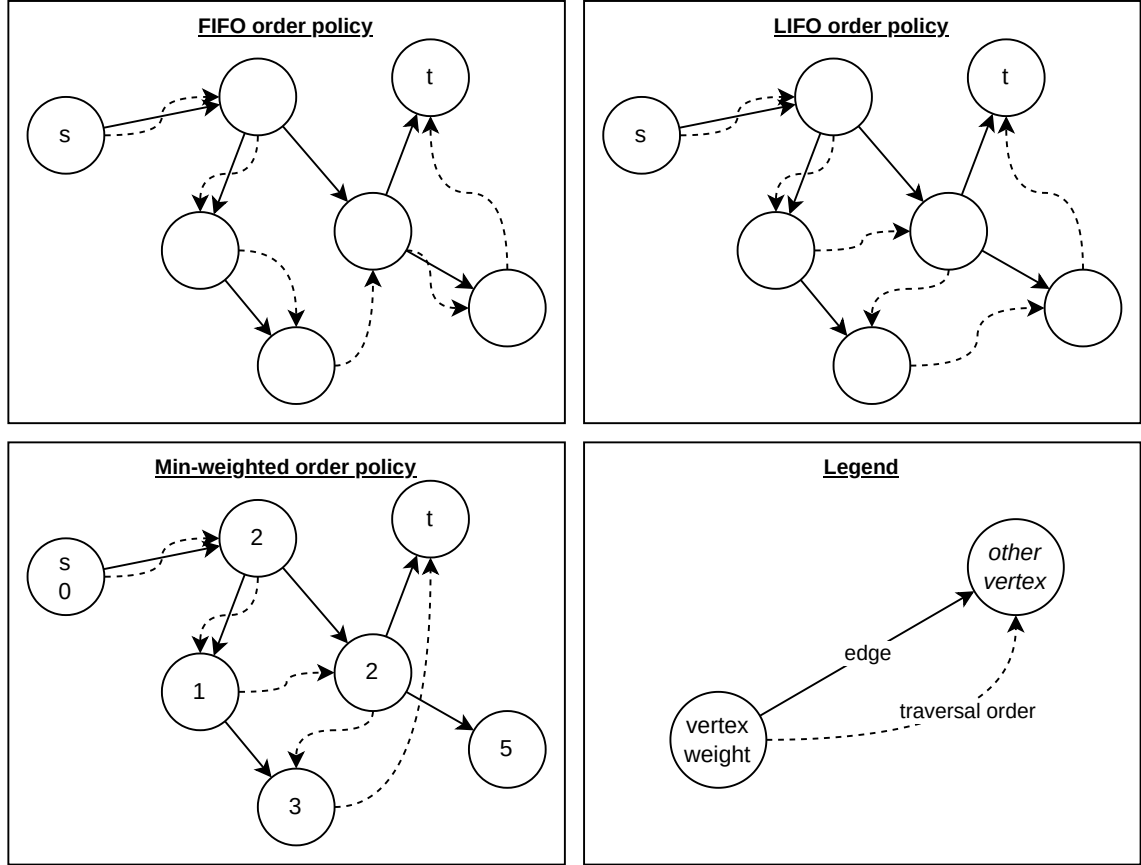 FIFO order policy
s
t
LIFO order policy
s
t
Min-weighted order policy
s
0
2
t
1
2
3
5
Legend
other
vertex
edge
traversal order
vertex
weight